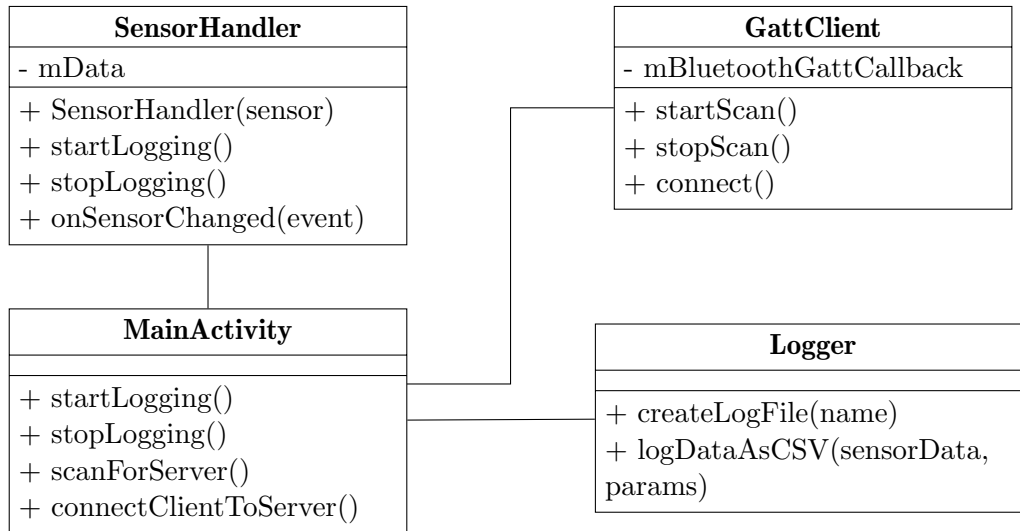 SensorHandler
- mData
+ SensorHandler(sensor)
+ startLogging()
+ stopLogging()
+ onSensorChanged(event)
GattClient
- mBluetoothGattCallback
+ startScan()
+ stopScan()
+ connect()
MainActivity
+ startLogging()
+ stopLogging()
+ scanForServer()
+ connectClientToServer()
Logger
+ createLogFile(name)
+ logDataAsCSV(sensorData,
params)